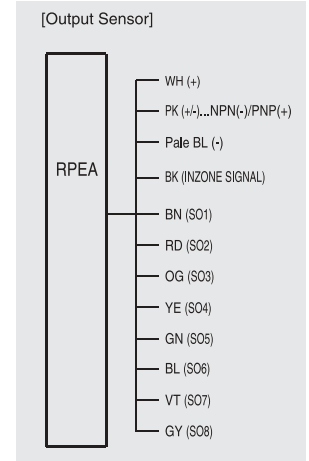 [Output Sensor]
RPEA
WH (+)
PK (+/-)...NPN(-)/PNP(+)
Pale BL (-)
BK (INZONE SIGNAL)
BN (SO1)
RD (SO2)
OG (SO3)
YE (SO4)
GN (SO5)
BL (SO6)
VT (SO7)
GY (SO8)